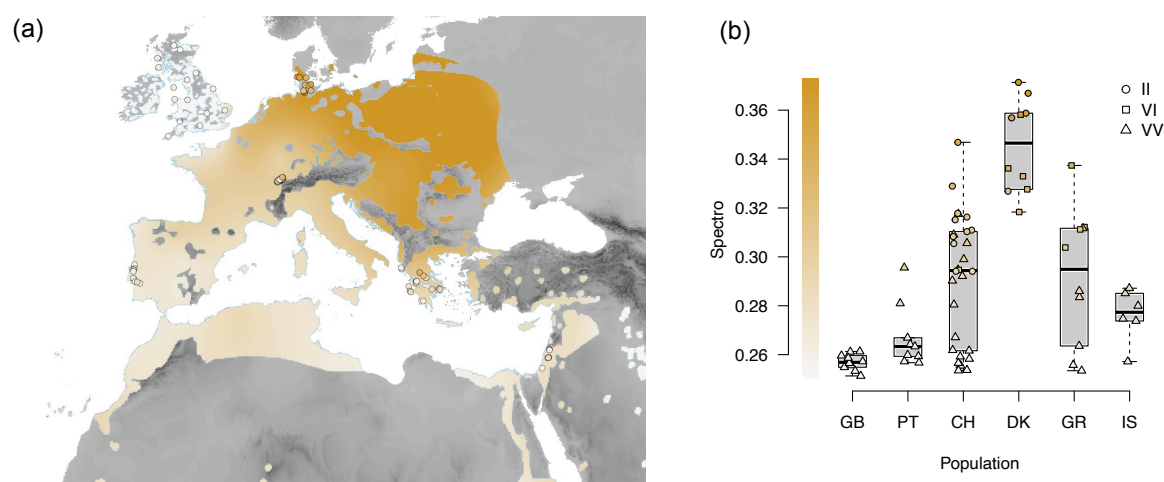 (a)
(b)
II
VI
VV
0.36
0.34
0.32
0.30
0.28
0.26
Spectro
GB PT CH DK GR IS
Population